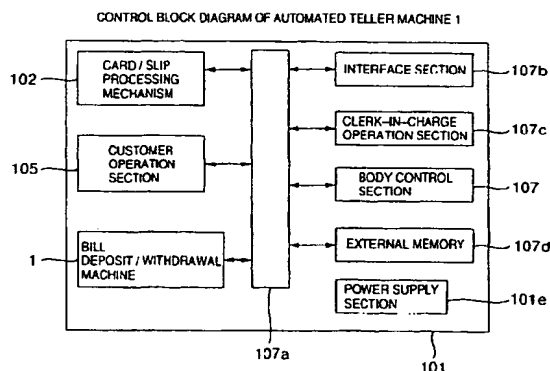 CONTROL BLOCK DIAGRAM OF AUTOMATED TELLER MACHINE 1
102
CARD / SLIP
PROCESSING
MECHANISM
INTERFACE SECTION
107b
CLERK-IN-CHARGE
OPERATION SECTION
107c
105
CUSTOMER
OPERATION
SECTION
BODY CONTROL
SECTION
107
1
BILL
DEPOSIT / WITHDRAWAL
MACHINE
EXTERNAL MEMORY
107d
POWER SUPPLY
SECTION
101e
107a
101